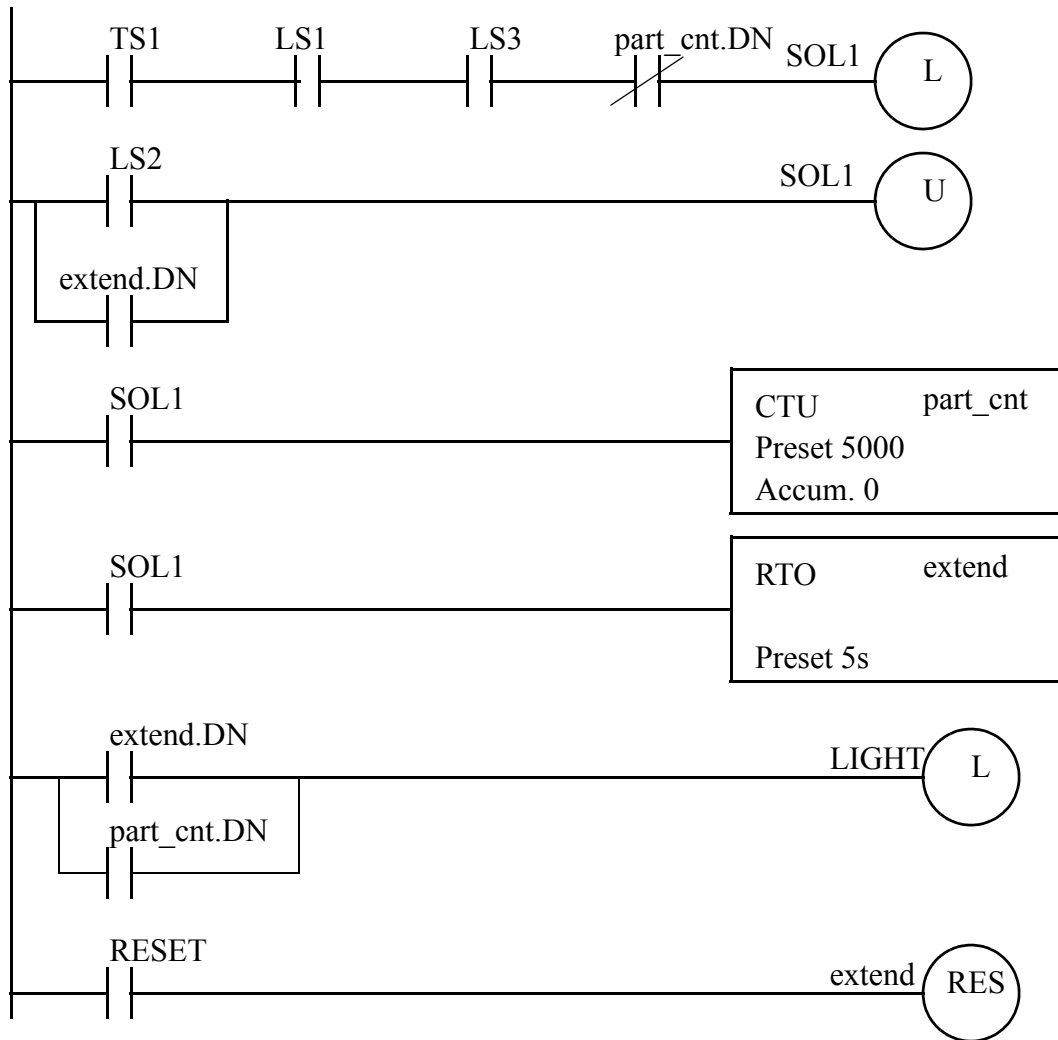 TS1 LS1 LS3 part_cnt.DN SOL1 L
LS2 SOL1 U
extend.DN
SOL1 CTU part_cnt
Preset 5000
Accum. 0
SOL1 RTO extend
Preset 5s
extend.DN LIGHT L
part_cnt.DN
RESET extend RES